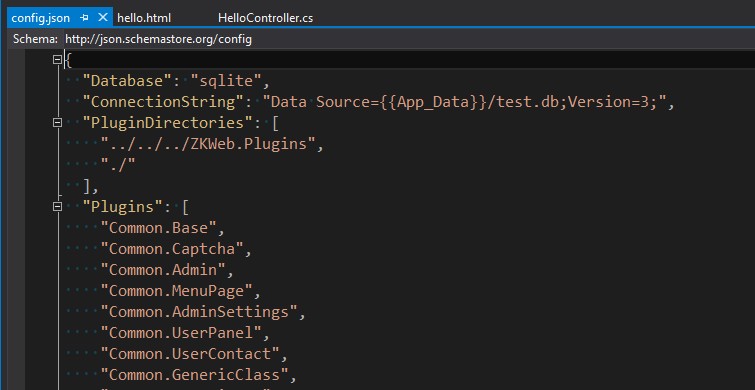 config.json hello.html HelloController.cs
Schema: http://json.schemastore.org/config
{
"Database": "sqlite",
"ConnectionString": "Data Source={{App_Data}}/test.db;Version=3;",
"PluginDirectories": [
"../../../ZKWeb.Plugins",
"./"
],
"Plugins": [
"Common.Base",
"Common.Captcha",
"Common.Admin",
"Common.MenuPage",
"Common.AdminSettings",
"Common.UserPanel",
"Common.UserContact",
"Common.GenericClass",